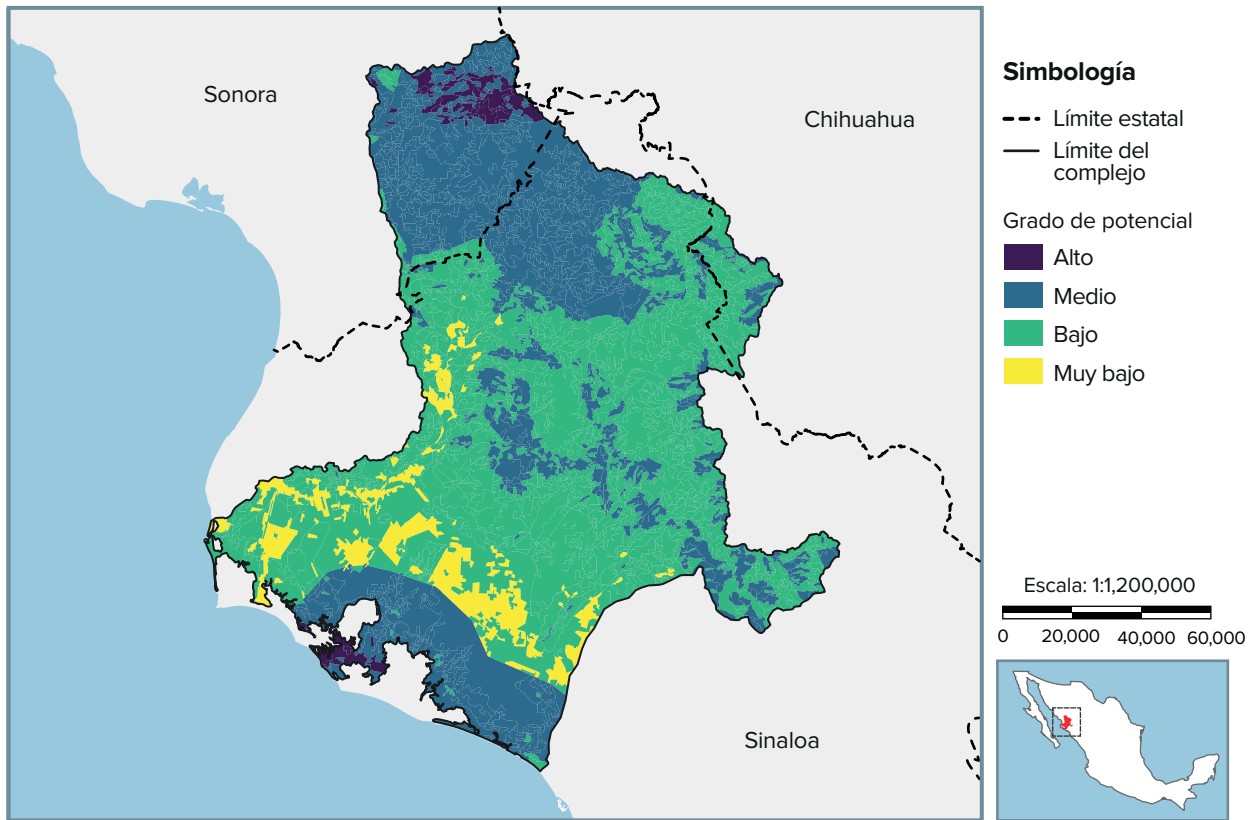 Sonora
Chihuahua
Sinaloa
Simbología
Límite estatal
Límite del
complejo
Grado de potencial
Alto
Medio
Bajo
Muy bajo
Escala: 1:1,200,000
0 20,000 40,000 60,000